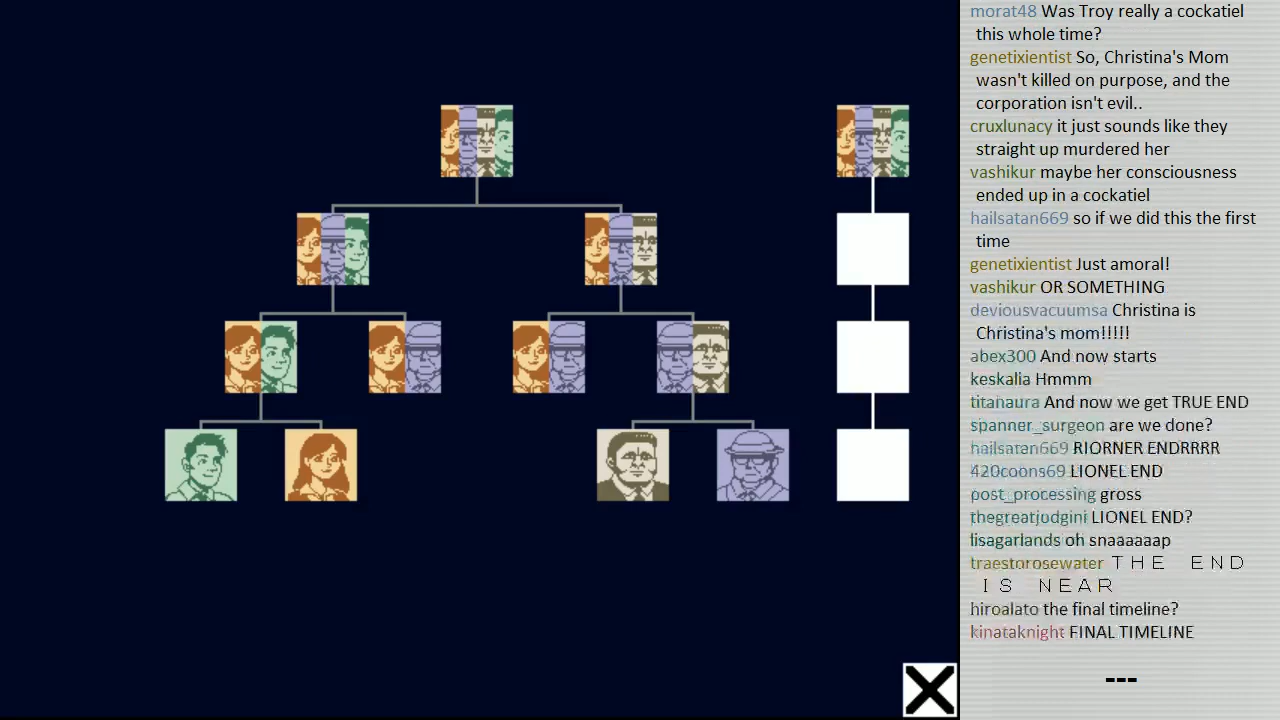 morat48 Was Troy really a cockatiel
this whole time?
genetixientist So, Christina's Mom
wasn't killed on purpose, and the
corporation isn't evil..
cruxlunacy it just sounds like they
straight up murdered her
vashikur maybe her consciousness
ended up in a cockatiel
hailsatan669 so if we did this the first
time
genetixientist Just amoral!
vashikur OR SOMETHING
deviousvacuumsa Christina is
Christina's mom!!!!!
abex300 And now starts
keskalia Hmmm
titanaura And now we get TRUE END
spanner_surgeon are we done?
hailsatan669 RIORNER ENDRRRR
420coons69 LIONEL END
post_processing gross
thegreatjudgini LIONEL END?
lisagarlands oh snaaaaaap
traestorosewater T H E   E N D
I S   N E A R
hiroalato the final timeline?
kinataknight FINAL TIMELINE
---